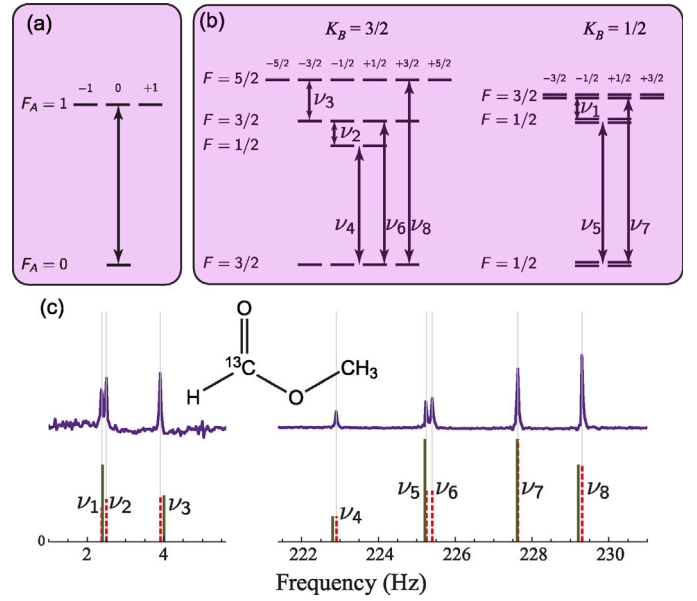 (a)
−1 0 +1
F_A = 1
F_A = 0
(b)
K_B = 3/2
K_B = 1/2
−5/2 −3/2 −1/2 +1/2 +3/2 +5/2
F = 5/2
F = 3/2
F = 1/2
F = 3/2
ν3
ν2
ν4
ν6
ν8
−3/2 −1/2 +1/2 +3/2
F = 3/2
F = 1/2
F = 1/2
ν1
ν5
ν7
(c)
O
13C
H
O
CH3
ν1
ν2
ν3
ν4
ν5
ν6
ν7
ν8
0
2 4 222 224 226 228 230
Frequency (Hz)